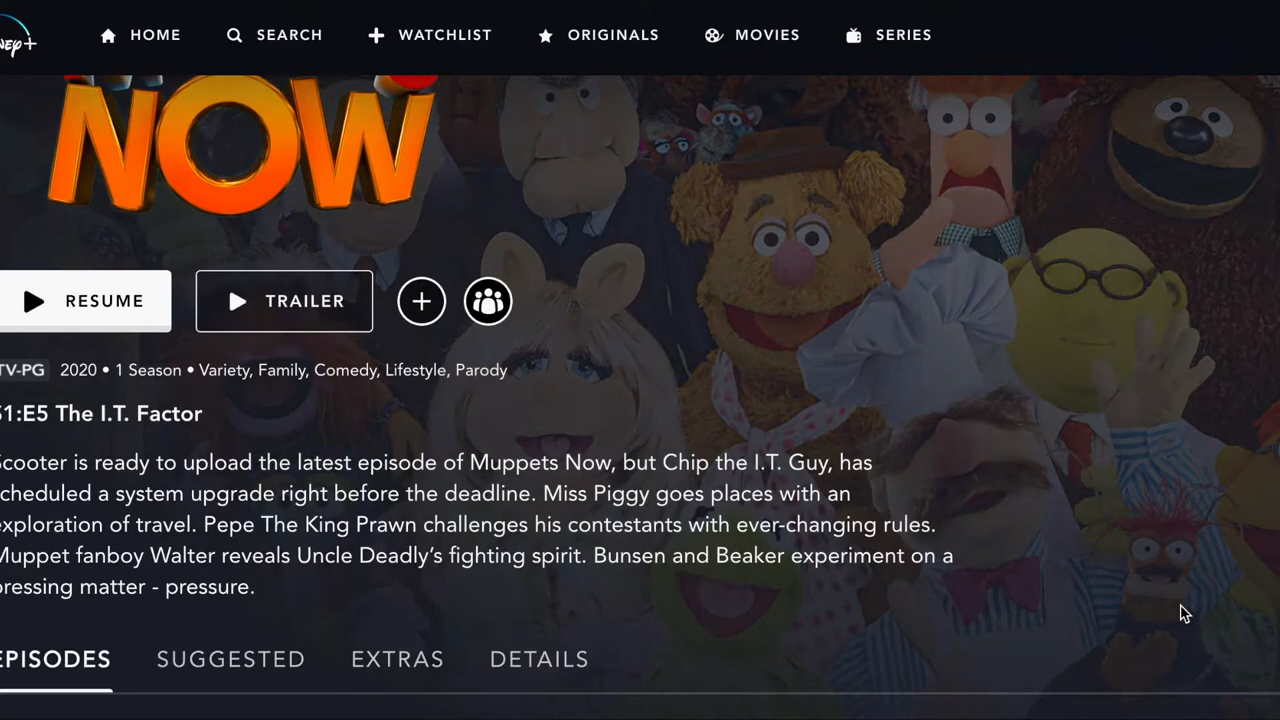 NEY+ HOME SEARCH WATCHLIST ORIGINALS MOVIES SERIES
NOW
RESUME TRAILER
TV-PG 2020 • 1 Season • Variety, Family, Comedy, Lifestyle, Parody
S1:E5 The I.T. Factor
Scooter is ready to upload the latest episode of Muppets Now, but Chip the I.T. Guy, has
scheduled a system upgrade right before the deadline. Miss Piggy goes places with an
exploration of travel. Pepe The King Prawn challenges his contestants with ever-changing rules.
Muppet fanboy Walter reveals Uncle Deadly’s fighting spirit. Bunsen and Beaker experiment on a
pressing matter - pressure.
EPISODES SUGGESTED EXTRAS DETAILS